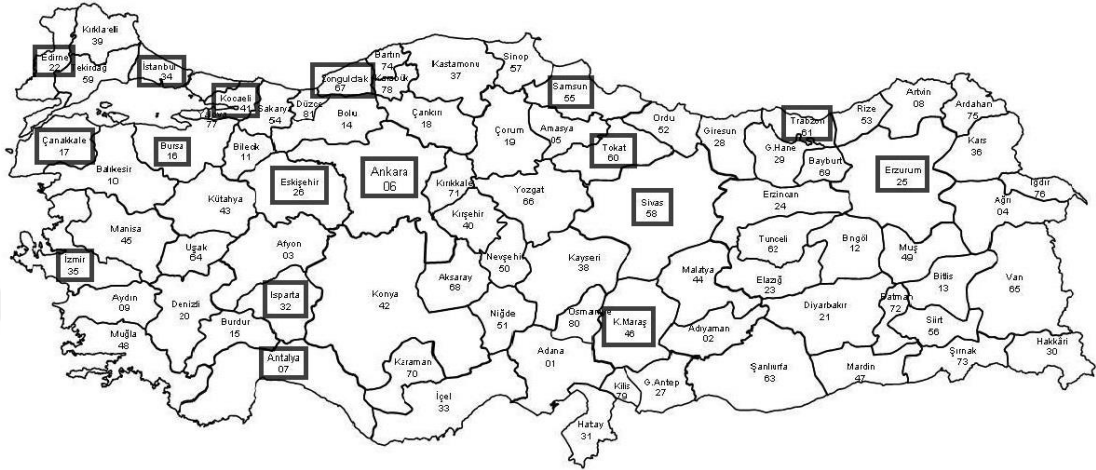 Kırklareli
39
Edirne
22
Tekirdağ
59
İstanbul
34
Kocaeli
41
77
Sakarya
54
Düzce
81
Zonguldak
67
Bartın
74
Karabük
78
Kastamonu
37
Sinop
57
Samsun
55
Çanakkale
17
Balıkesir
10
Bursa
16
Bilecik
11
Bolu
14
Çankırı
18
Çorum
19
Amasya
05
Tokat
60
Ordu
52
Giresun
28
Trabzon
61
G.Hane
29
Bayburt
69
Rize
53
Artvin
08
Ardahan
75
Kars
36
Erzurum
25
Iğdır
76
Ağrı
04
Kütahya
43
Eskişehir
26
Ankara
06
Kırıkkale
71
Kırşehir
40
Yozgat
66
Sivas
58
Erzincan
24
Tunceli
62
Bingöl
12
Muş
49
Bitlis
13
Van
65
Manisa
45
Uşak
64
Afyon
03
İzmir
35
Aydın
09
Denizli
20
Muğla
48
Burdur
15
Isparta
32
Antalya
07
Konya
42
Aksaray
68
Nevşehir
50
Niğde
51
Kayseri
38
Malatya
44
Elazığ
23
Diyarbakır
21
Batman
72
Siirt
56
Şırnak
73
Hakkâri
30
Karaman
70
İçel
33
Adana
01
Osmaniye
80
K.Maraş
46
Adıyaman
02
Kilis
79
G.Antep
27
Hatay
31
Şanlıurfa
63
Mardin
47